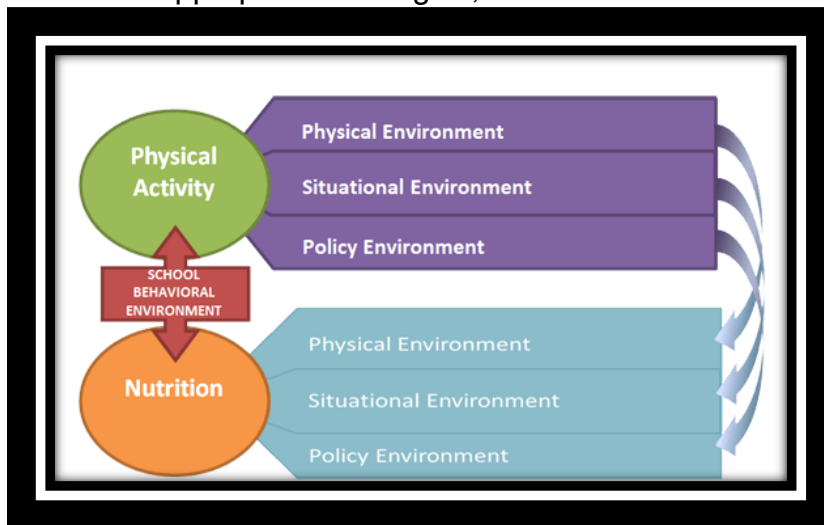 Physical
Activity
Physical Environment
Situational Environment
Policy Environment
SCHOOL
BEHAVIORAL
ENVIRONMENT
Nutrition
Physical Environment
Situational Environment
Policy Environment